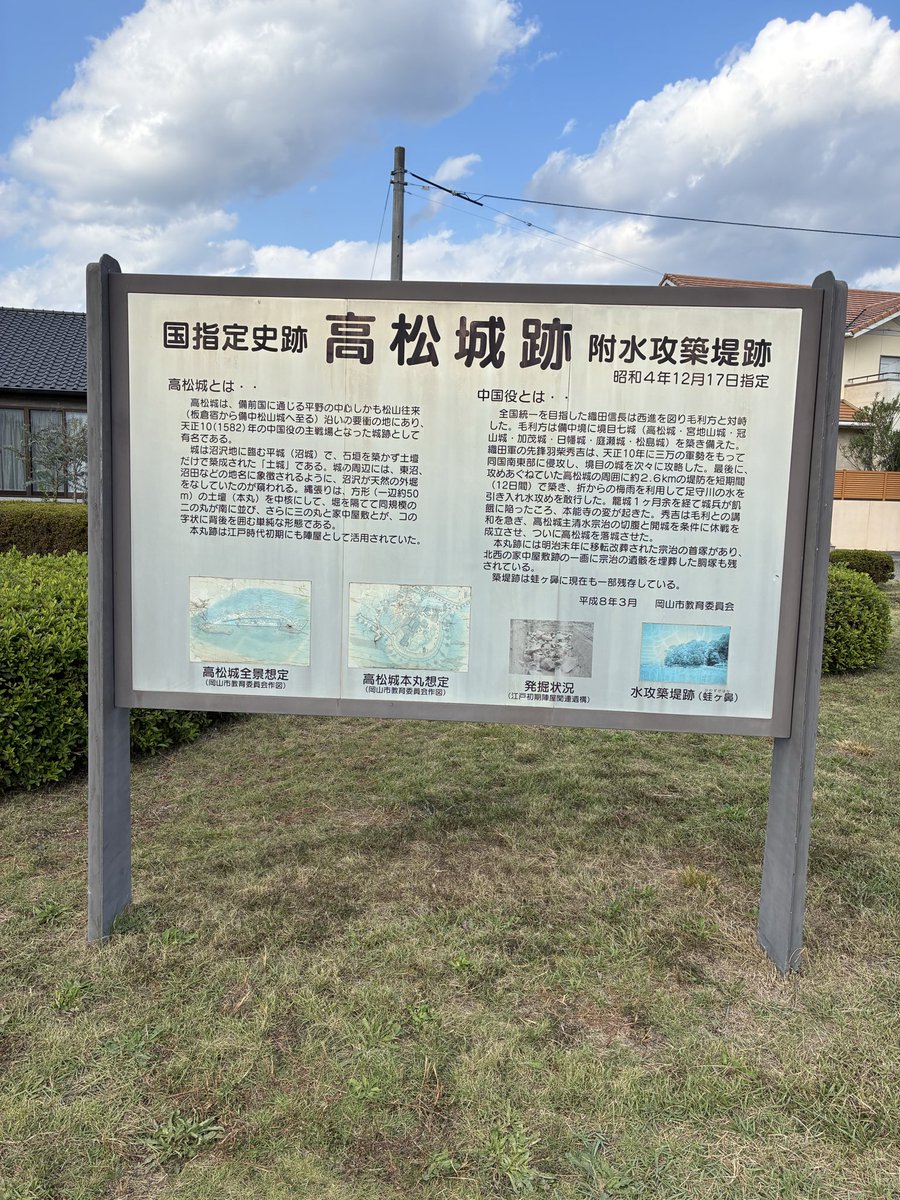 国指定史跡 高松城跡 附水攻築堤跡
昭和4年12月17日指定
高松城とは・・
高松城は、備前国に通じる平野の中心しかも松山往来
(板倉宿から備中松山城へ至る)沿いの要衝の地にあり、
天正10(1582)年の中国役の主戦場となった城跡として
有名である。
城は沼沢地に臨む平城(沼城)で、石垣を築かず土壇
だけで築成された「土城」である。城の周辺には、東沼、
沼田などの地名に象徴されるように、沼沢が天然の外堀
をなしていたのが窺われる。縄張りは、方形(一辺約50
m)の土壇(本丸)を中核にして、堀を隔てて同規模の
二の丸が南に並び、さらに三の丸と家中屋敷とが、コの
字状に背後を囲む単純な形態である。
本丸跡は江戸時代初期にも陣屋として活用されていた。
中国役とは・・
全国統一を目指した織田信長は西進を図り毛利方と対峙
した。毛利方は備中境に境目七城(高松城・宮地山城・冠
山城・加茂城・日幡城・庭瀬城・松島城)を築き備えた。
織田軍の先鋒羽柴秀吉は、天正10年に三万の軍勢をもって
同国南東部に侵攻し、境目の城を次々に攻略した。最後に、
攻めあぐねていた高松城の周囲に約2.6kmの堤防を短期間
(12日間)で築き、折からの梅雨を利用して足守川の水を
引き入れ水攻めを敢行した。籠城1ヶ月余を経て城兵が飢
餓に陥ったころ、本能寺の変が起きた。秀吉は毛利との講
和を急ぎ、高松城主清水宗治の切腹と開城を条件に休戦を
成立させ、ついに高松城を落城させた。
本丸跡には明治末年に移転改葬された宗治の首塚があり、
北西の家中屋敷跡の一画に宗治の遺骸を埋葬した胴塚も残
されている。
築堤跡は蛙ヶ鼻に現在も一部残存している。
平成8年3月 岡山市教育委員会
高松城全景想定
(岡山市教育委員会作図)
高松城本丸想定
(岡山市教育委員会作図)
発掘状況
(江戸初期陣屋関連遺構)
水攻築堤跡(蛙ヶ鼻)